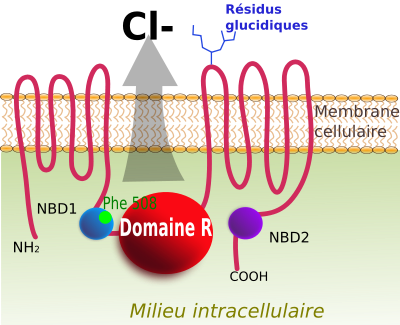 Cl-
Résidus
glucidiques
Membrane
cellulaire
Phe 508
NBD1
Domaine R
NBD2
NH₂
COOH
Milieu intracellulaire